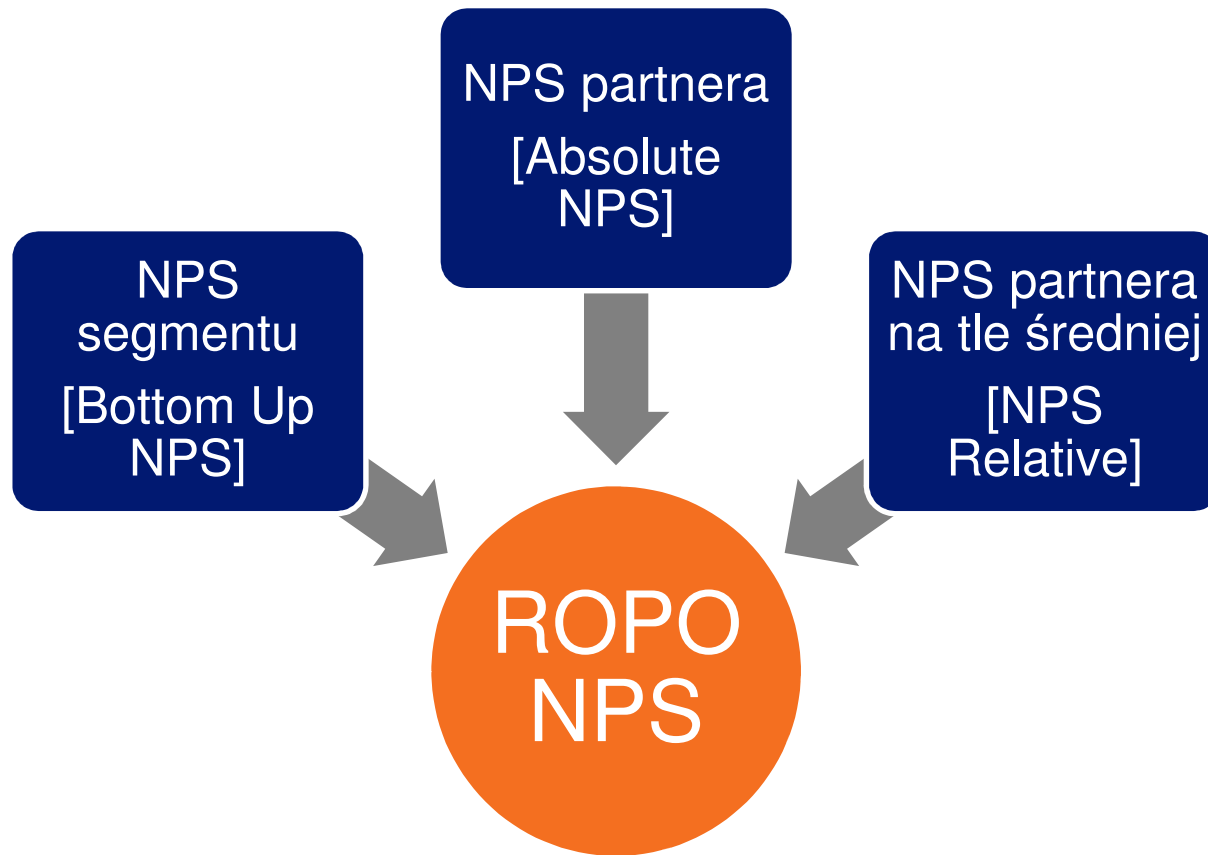 NPS partnera
[Absolute
NPS]
NPS
segmentu
[Bottom Up
NPS]
NPS partnera
na tle średniej
[NPS
Relative]
ROPO
NPS